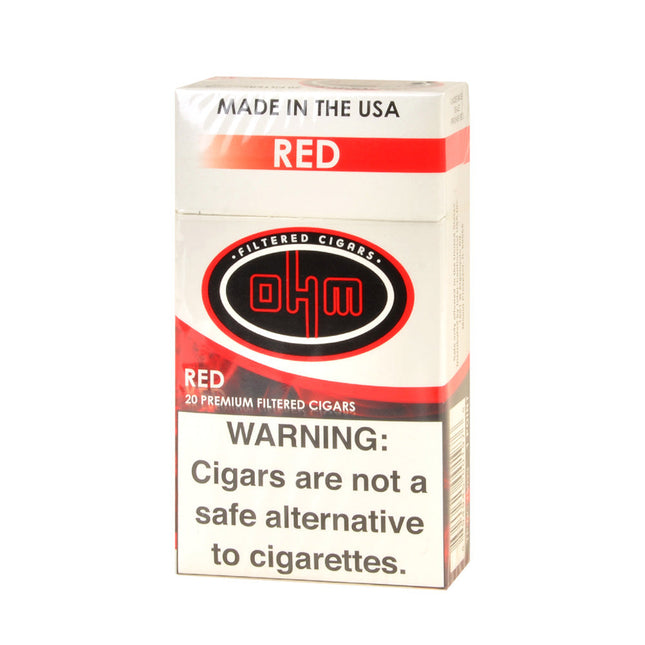 MADE IN THE USA
RED
• FILTERED CIGARS •
ohm
RED
20 PREMIUM FILTERED CIGARS
WARNING:
Cigars are not a
safe alternative
to cigarettes.